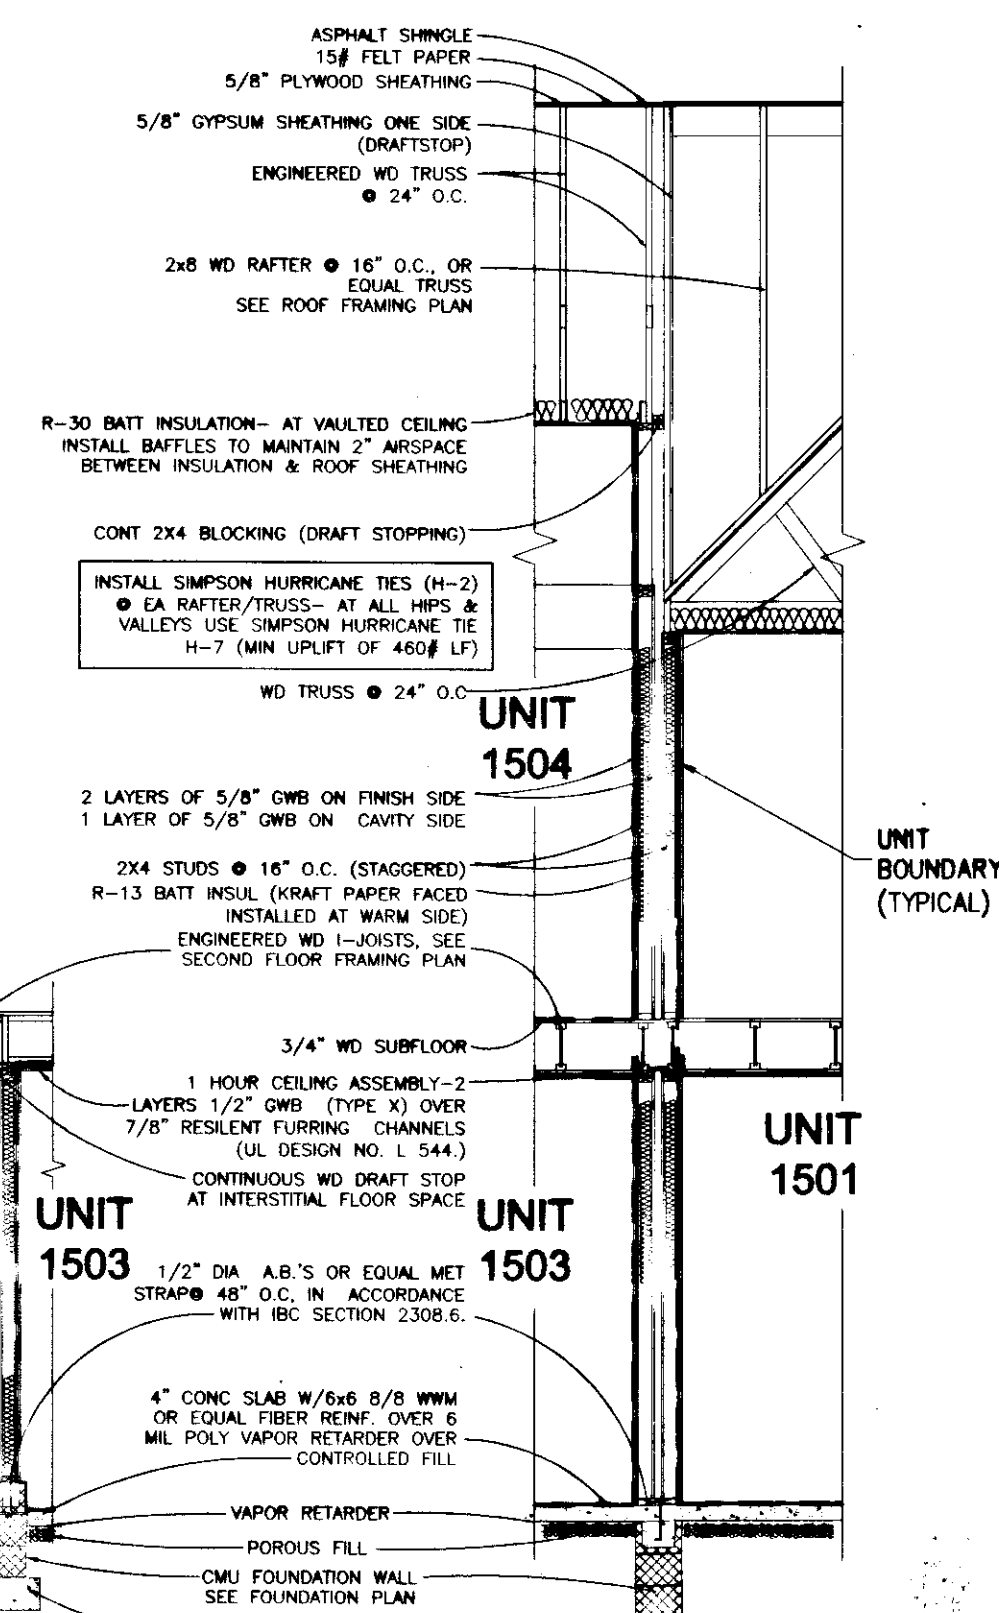 ASPHALT SHINGLE
15# FELT PAPER
5/8" PLYWOOD SHEATHING
5/8" GYPSUM SHEATHING ONE SIDE
(DRAFTSTOP)
ENGINEERED WD TRUSS
@ 24" O.C.
2x8 WD RAFTER @ 16" O.C., OR
EQUAL TRUSS
SEE ROOF FRAMING PLAN
R-30 BATT INSULATION- AT VAULTED CEILING
INSTALL BAFFLES TO MAINTAIN 2" AIRSPACE
BETWEEN INSULATION & ROOF SHEATHING
CONT 2X4 BLOCKING (DRAFT STOPPING)
INSTALL SIMPSON HURRICANE TIES (H-2)
@ EA RAFTER/TRUSS- AT ALL HIPS &
VALLEYS USE SIMPSON HURRICANE TIE
H-7 (MIN UPLIFT OF 460# LF)
WD TRUSS @ 24" O.C
UNIT
1504
2 LAYERS OF 5/8" GWB ON FINISH SIDE
1 LAYER OF 5/8" GWB ON CAVITY SIDE
UNIT
BOUNDARY
(TYPICAL)
2X4 STUDS @ 16" O.C. (STAGGERED)
R-13 BATT INSUL (KRAFT PAPER FACED
INSTALLED AT WARM SIDE)
ENGINEERED WD I-JOISTS, SEE
SECOND FLOOR FRAMING PLAN
3/4" WD SUBFLOOR
1 HOUR CEILING ASSEMBLY-2
LAYERS 1/2" GWB (TYPE X) OVER
7/8" RESILENT FURRING CHANNELS
(UL DESIGN NO. L 544.)
UNIT
1501
CONTINUOUS WD DRAFT STOP
AT INTERSTITIAL FLOOR SPACE
UNIT
1503
UNIT
1503
1/2" DIA A.B.'S OR EQUAL MET
STRAP@ 48" O.C, IN ACCORDANCE
WITH IBC SECTION 2308.6.
4" CONC SLAB W/6x6 8/8 WWM
OR EQUAL FIBER REINF. OVER 6
MIL POLY VAPOR RETARDER OVER
CONTROLLED FILL
VAPOR RETARDER
POROUS FILL
CMU FOUNDATION WALL
SEE FOUNDATION PLAN